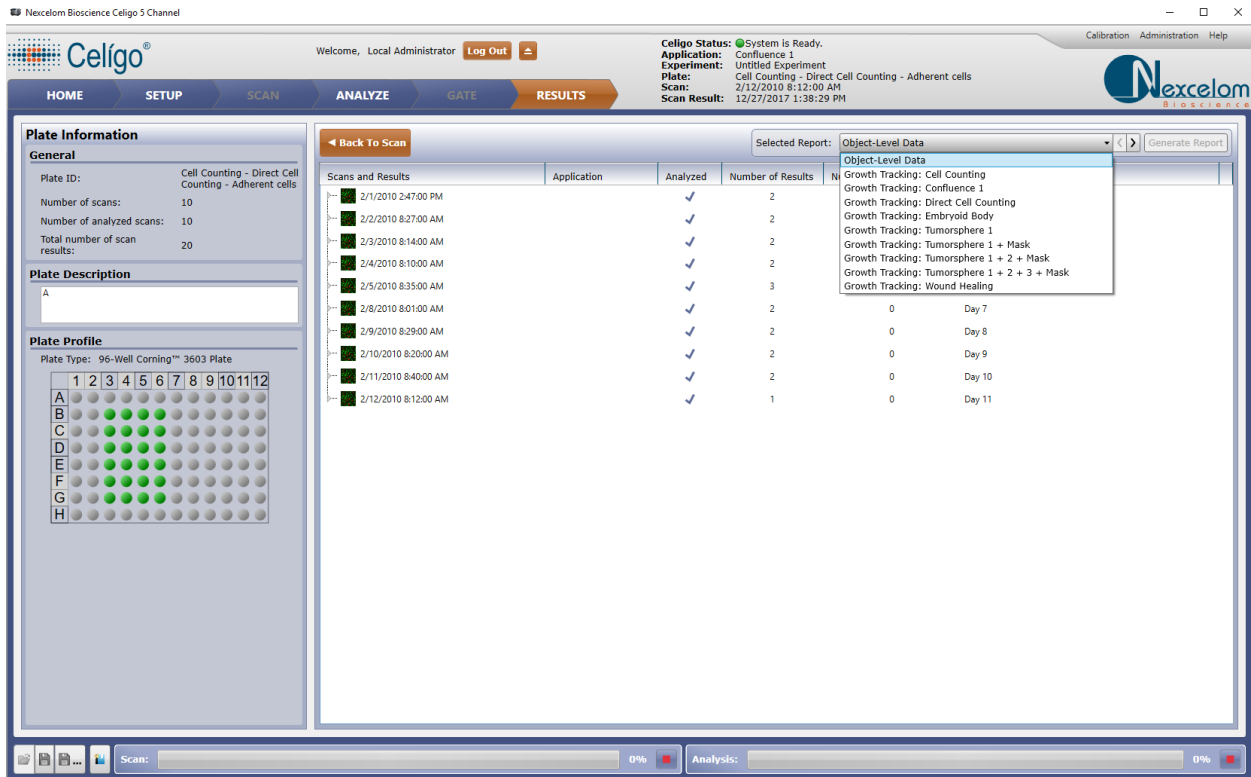 Nexcelom Bioscience Celigo 5 Channel
Calibration Administration Help
Celigo®
Welcome, Local Administrator Log Out
Celigo Status: System is Ready.
Application: Confluence 1
Experiment: Untitled Experiment
Plate: Cell Counting - Direct Cell Counting - Adherent cells
Scan: 2/12/2010 8:12:00 AM
Scan Result: 12/27/2017 1:38:29 PM
Nexcelom
Bioscience
HOME SETUP SCAN ANALYZE GATE RESULTS
Plate Information
General
Plate ID: Cell Counting - Direct Cell
Counting - Adherent cells
Number of scans: 10
Number of analyzed scans: 10
Total number of scan
results: 20
Plate Description
A
Plate Profile
Plate Type: 96-Well Corning™ 3603 Plate
1 2 3 4 5 6 7 8 9 10 11 12
A
B
C
D
E
F
G
H
Back To Scan
Selected Report: Object-Level Data
< > Generate Report
Object-Level Data
Growth Tracking: Cell Counting
Growth Tracking: Confluence 1
Growth Tracking: Direct Cell Counting
Growth Tracking: Embryoid Body
Growth Tracking: Tumorsphere 1
Growth Tracking: Tumorsphere 1 + Mask
Growth Tracking: Tumorsphere 1 + 2 + Mask
Growth Tracking: Tumorsphere 1 + 2 + 3 + Mask
Growth Tracking: Wound Healing
Scans and Results Application Analyzed Number of Results
2/1/2010 2:47:00 PM 2
2/2/2010 8:27:00 AM 2
2/3/2010 8:14:00 AM 2
2/4/2010 8:10:00 AM 2
2/5/2010 8:35:00 AM 3
2/8/2010 8:01:00 AM 2 0 Day 7
2/9/2010 8:29:00 AM 2 0 Day 8
2/10/2010 8:20:00 AM 2 0 Day 9
2/11/2010 8:40:00 AM 2 0 Day 10
2/12/2010 8:12:00 AM 1 0 Day 11
...
Scan: 0%
Analysis: 0%